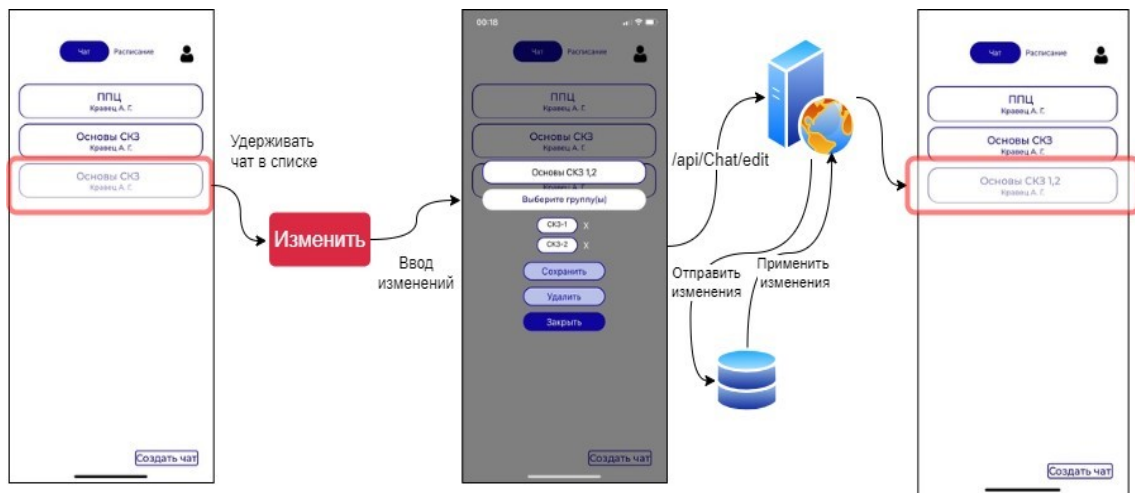 Чат Расписание
ППЦ
Кравец А. Г.
Основы СКЗ
Кравец А. Г.
Основы СКЗ
Кравец А. Г.
Создать чат
Удерживать
чат в списке
Изменить
Ввод
изменений
00:18
Чат Расписание
ППЦ
Кравец А. Г.
Основы СКЗ
Кравец А. Г.
Основы СКЗ 1,2
Кравец А. Г.
Выберите группу(ы)
СКЗ-1 X
СКЗ-2 X
Сохранить
Удалить
Закрыть
Создать чат
/api/Chat/edit
Отправить
изменения
Применить
изменения
Чат Расписание
ППЦ
Кравец А. Г.
Основы СКЗ
Кравец А. Г.
Основы СКЗ 1,2
Кравец А. Г.
Создать чат